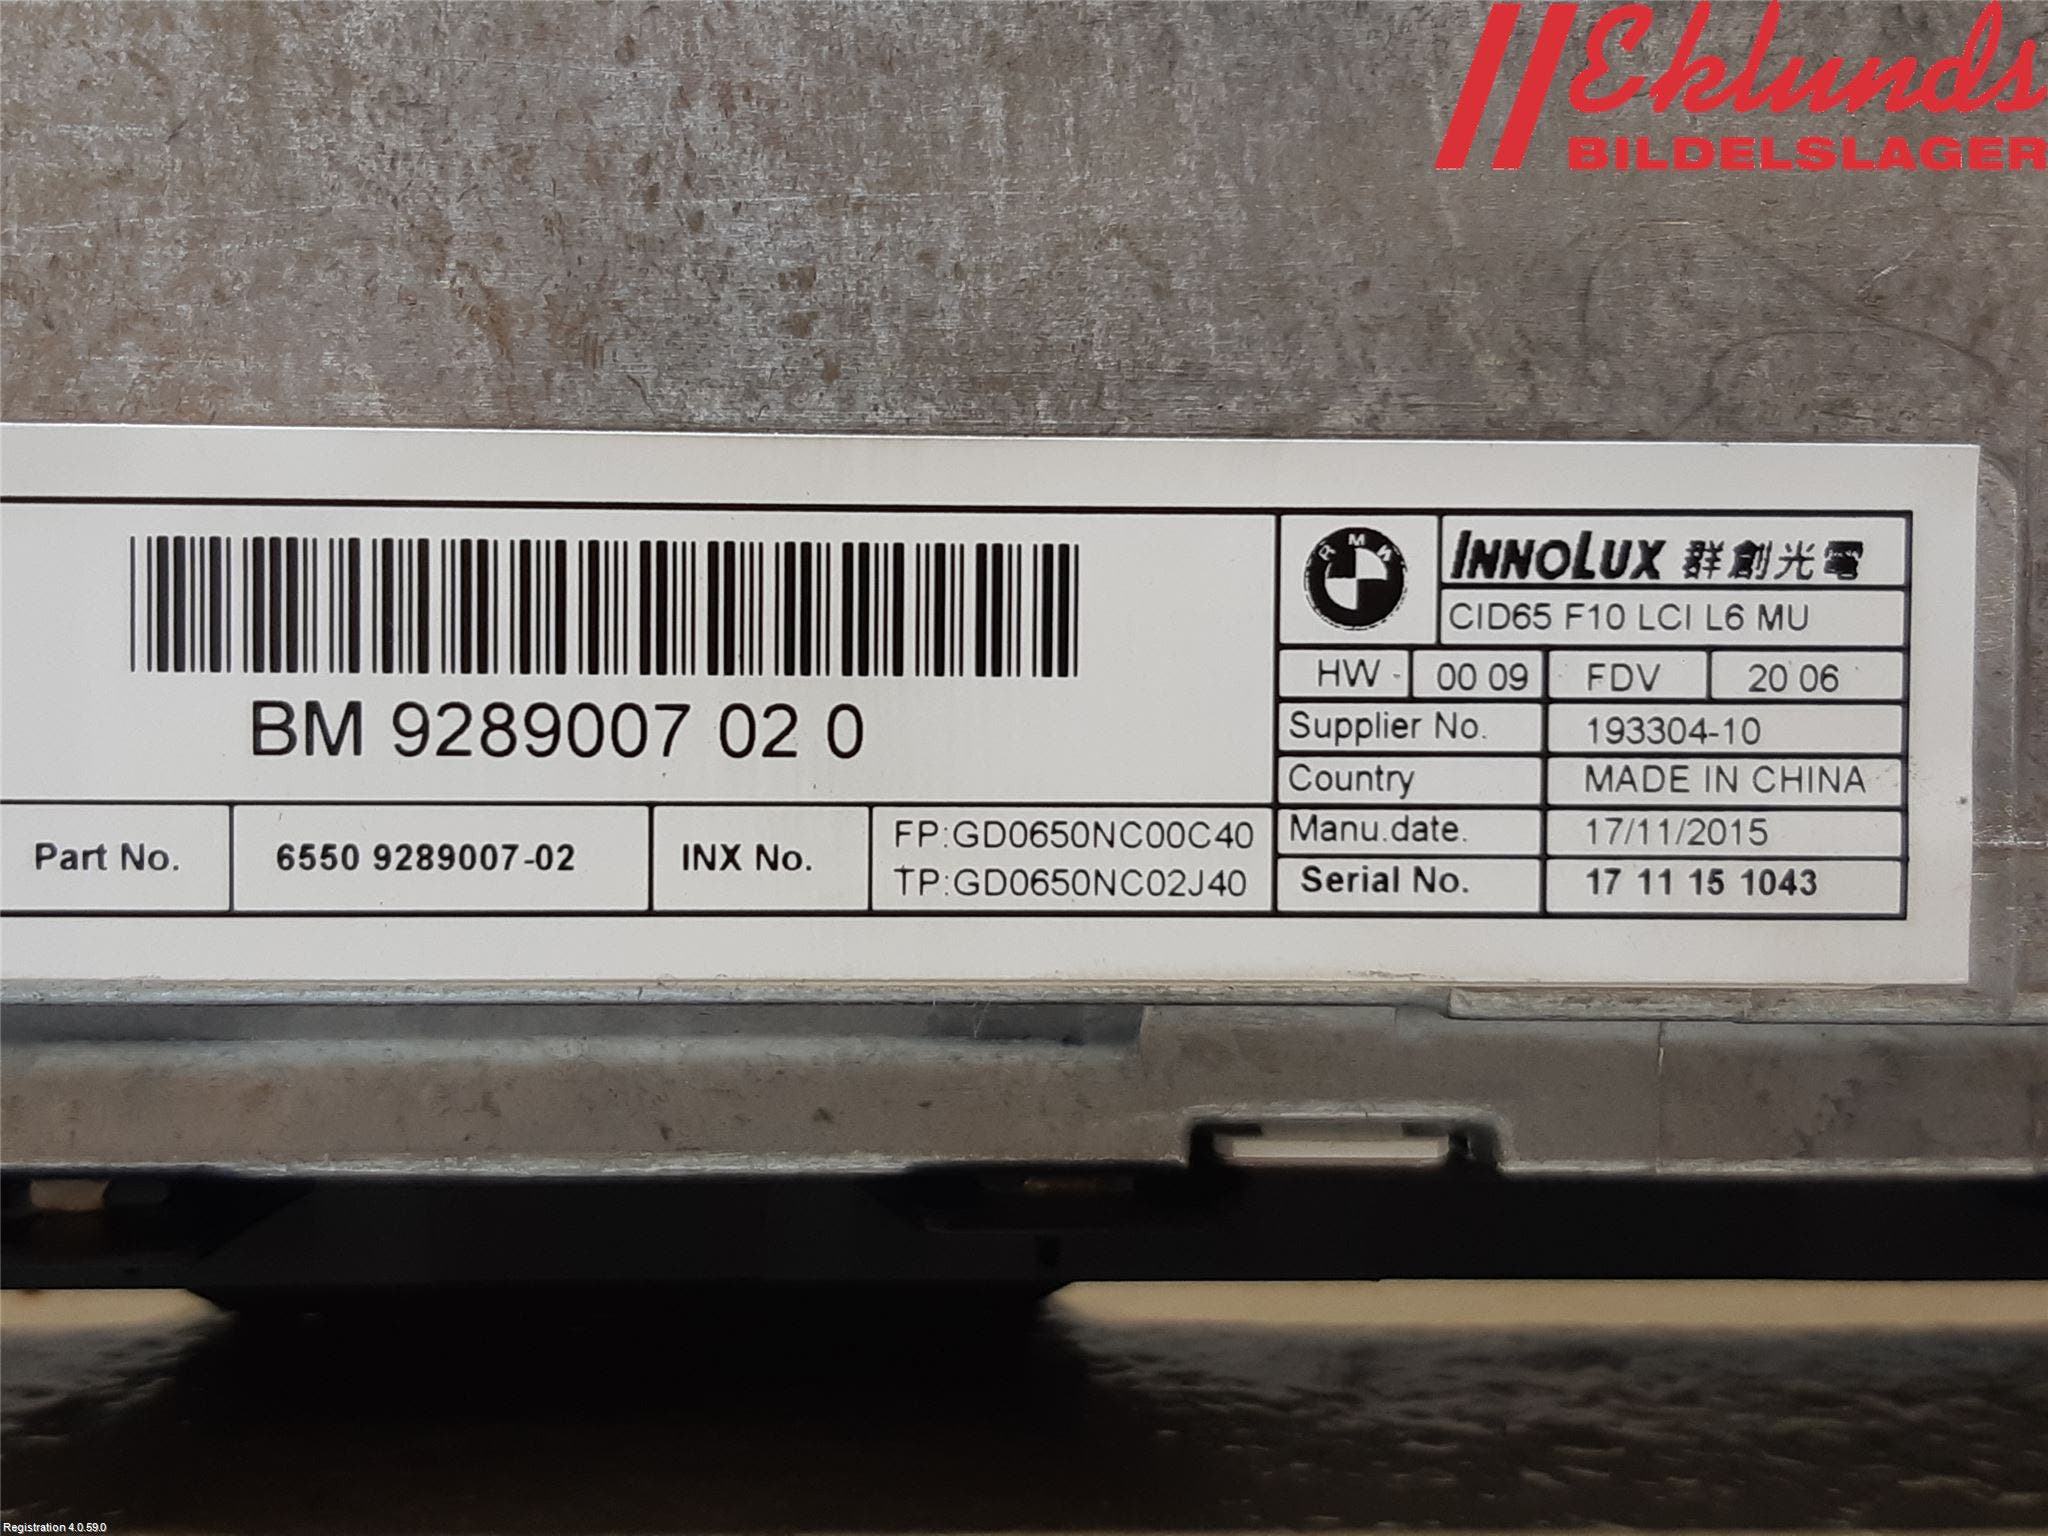 Eklunds
BILDELSLAGER
BMW
INNOLUX 群創光電
CID65 F10 LCI L6 MU
HW 00 09 FDV 20 06
BM 9289007 02 0
Supplier No. 193304-10
Country MADE IN CHINA
Manu.date. 17/11/2015
Serial No. 17 11 15 1043
Part No. 6550 9289007-02 INX No. FP:GD0650NC00C40
TP:GD0650NC02J40
Registration 4.0.59.0